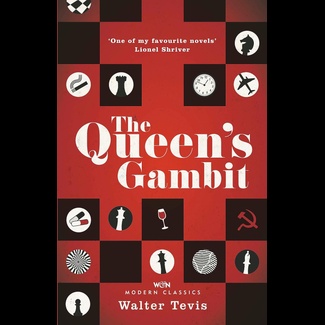 'One of my favourite novels'
Lionel Shriver
The
Queen's
Gambit
W&N
MODERN CLASSICS
Walter Tevis